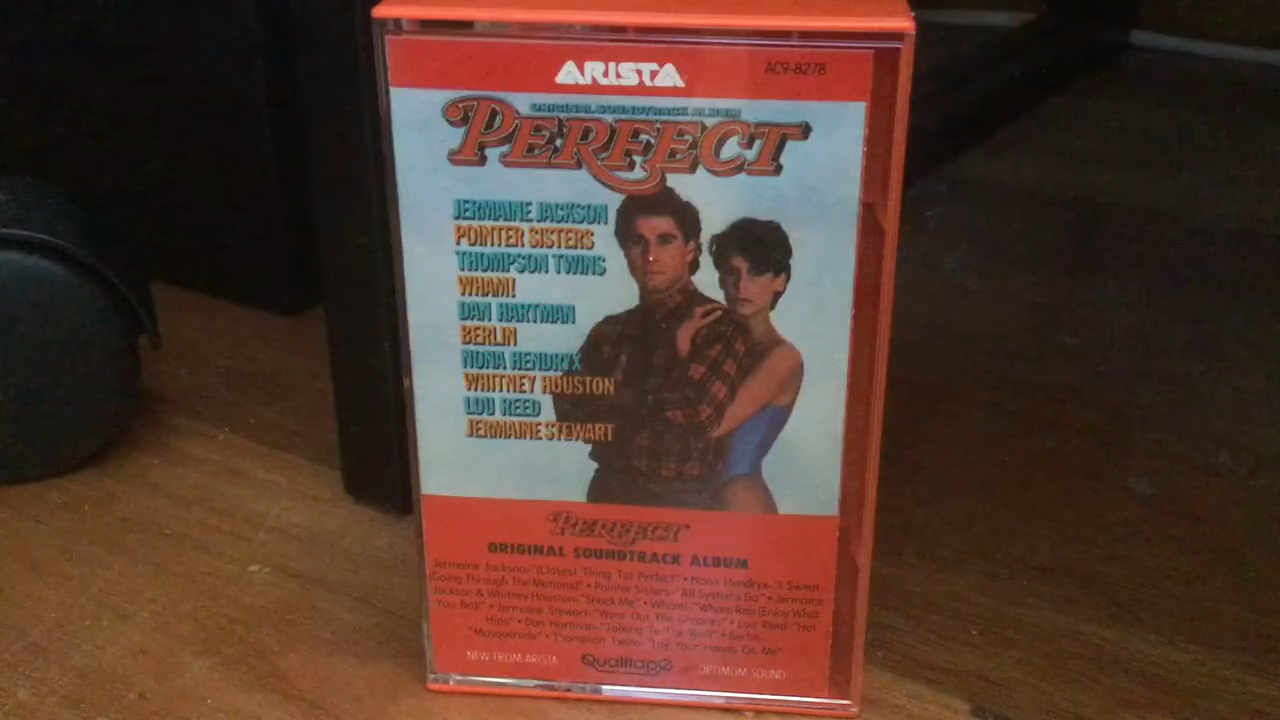 ARISTA
AC9-8278
ORIGINAL SOUNDTRACK ALBUM
PERFECT
JERMAINE JACKSON
POINTER SISTERS
THOMPSON TWINS
WHAM!
DAN HARTMAN
BERLIN
NONA HENDRYX
WHITNEY HOUSTON
LOU REED
JERMAINE STEWART
PERFECT
ORIGINAL SOUNDTRACK ALBUM
Jermaine Jackson-"(Closest Thing To) Perfect" • Nona Hendryx-"I Sweat
(Going Through The Motions)" • Pointer Sisters-"All Systems Go" • Jermaine
Jackson & Whitney Houston-"Shock Me" • Wham!-"Wham Rap (Enjoy What
You Do)!" • Jermaine Stewart-"Wear Out The Grooves" • Lou Reed-"Hot
Hips" • Dan Hartman-"Talking To The Wall" • Berlin-
"Masquerade" • Thompson Twins-"Lay Your Hands On Me"
NEW FROM ARISTA Qualitape OPTIMUM SOUND